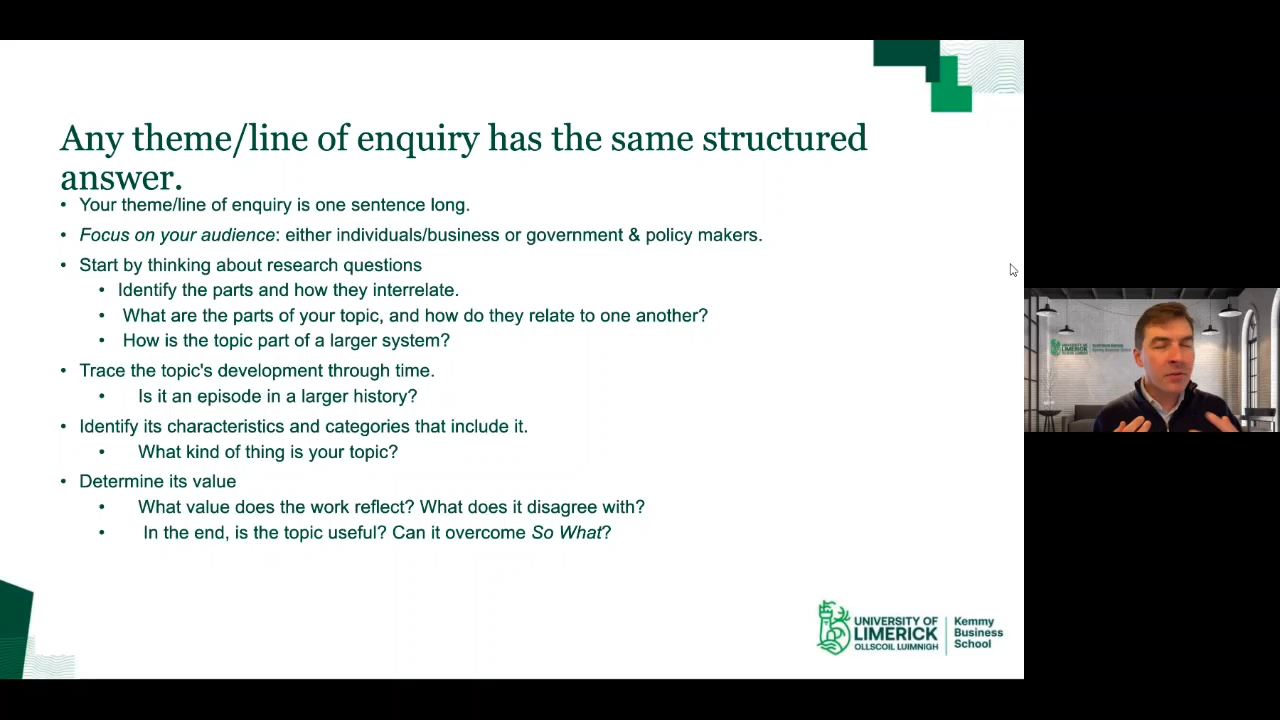 Any theme/line of enquiry has the same structured
answer.
• Your theme/line of enquiry is one sentence long.
• Focus on your audience: either individuals/business or government & policy makers.
• Start by thinking about research questions
• Identify the parts and how they interrelate.
• What are the parts of your topic, and how do they relate to one another?
• How is the topic part of a larger system?
• Trace the topic's development through time.
• Is it an episode in a larger history?
• Identify its characteristics and categories that include it.
• What kind of thing is your topic?
• Determine its value
• What value does the work reflect? What does it disagree with?
• In the end, is the topic useful? Can it overcome So What?
UNIVERSITY OF
LIMERICK
OLLSCOIL LUIMNIGH
Kemmy
Business
School
UNIVERSITY OF
LIMERICK
Kemmy Business School